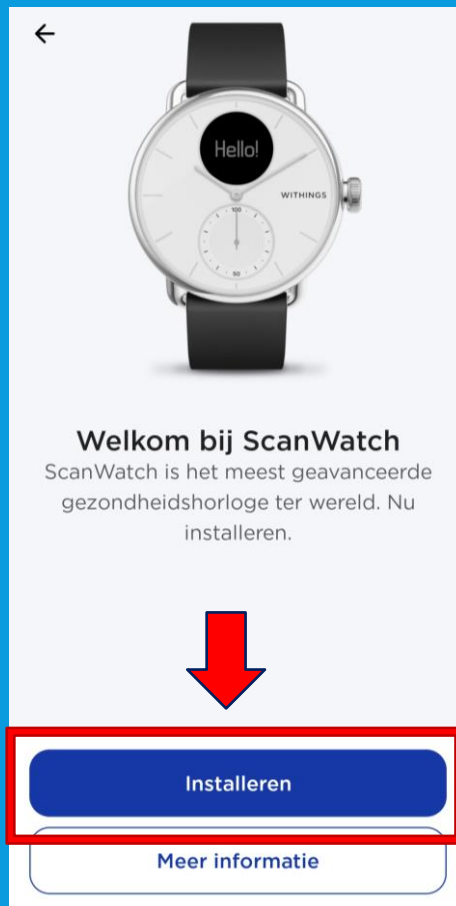 Hello!
WITHINGS
100
50
Welkom bij ScanWatch
ScanWatch is het meest geavanceerde
gezondheidshorloge ter wereld. Nu
installeren.
Installeren
Meer informatie